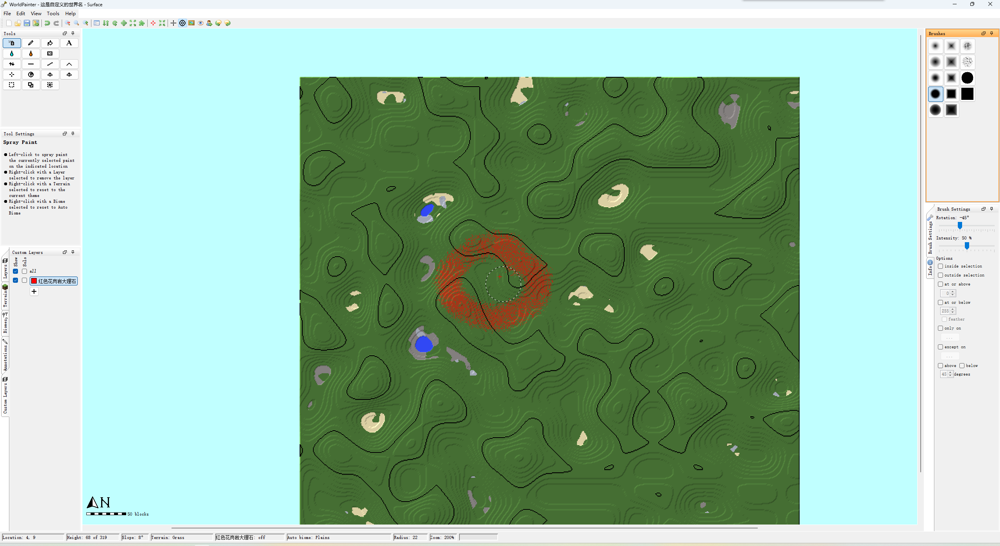 WorldPainter - 这是自定义的世界名 - Surface
File Edit View Tools Help
Tools
A
Tool Settings
Spray Paint
Left-click to spray paint
the currently selected paint
on the indicated location
Right-click with a Layer
selected to remove the layer
Right-click with a Terrain
selected to reset to the
current theme
Right-click with a Biome
selected to reset to Auto
Biome
Layers
Terrain
Biomes
Annotations
Custom Layers
Custom Layers
Show
Solo
all
红色花岗岩大理石
N
50 blocks
Brushes
Brush Settings
Info
Brush Settings
Rotation: -45°
Intensity: 50 %
Options
inside selection
outside selection
at or above
0
at or below
255
feather
only on
...
except on
...
above below
45 degrees
Location: 4, 9
Height: 68 of 319
Slope: 8°
Terrain: Grass
红色花岗岩大理石: off
Auto biome: Plains
Radius: 22
Zoom: 200%